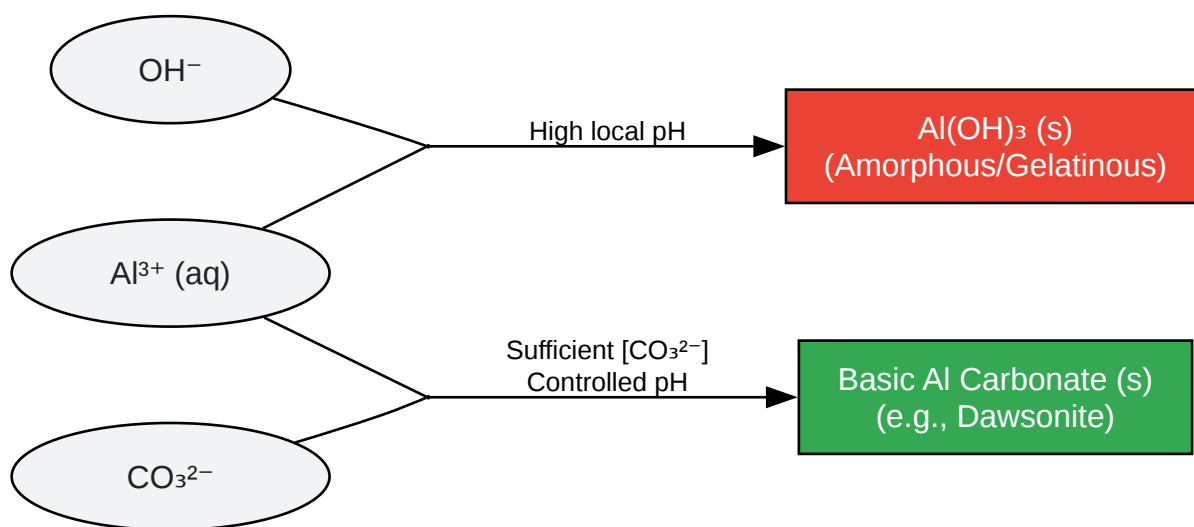 OH⁻
High local pH
Al(OH)₃ (s)
(Amorphous/Gelatinous)
Al³⁺ (aq)
Sufficient [CO₃²⁻]
Controlled pH
Basic Al Carbonate (s)
(e.g., Dawsonite)
CO₃²⁻